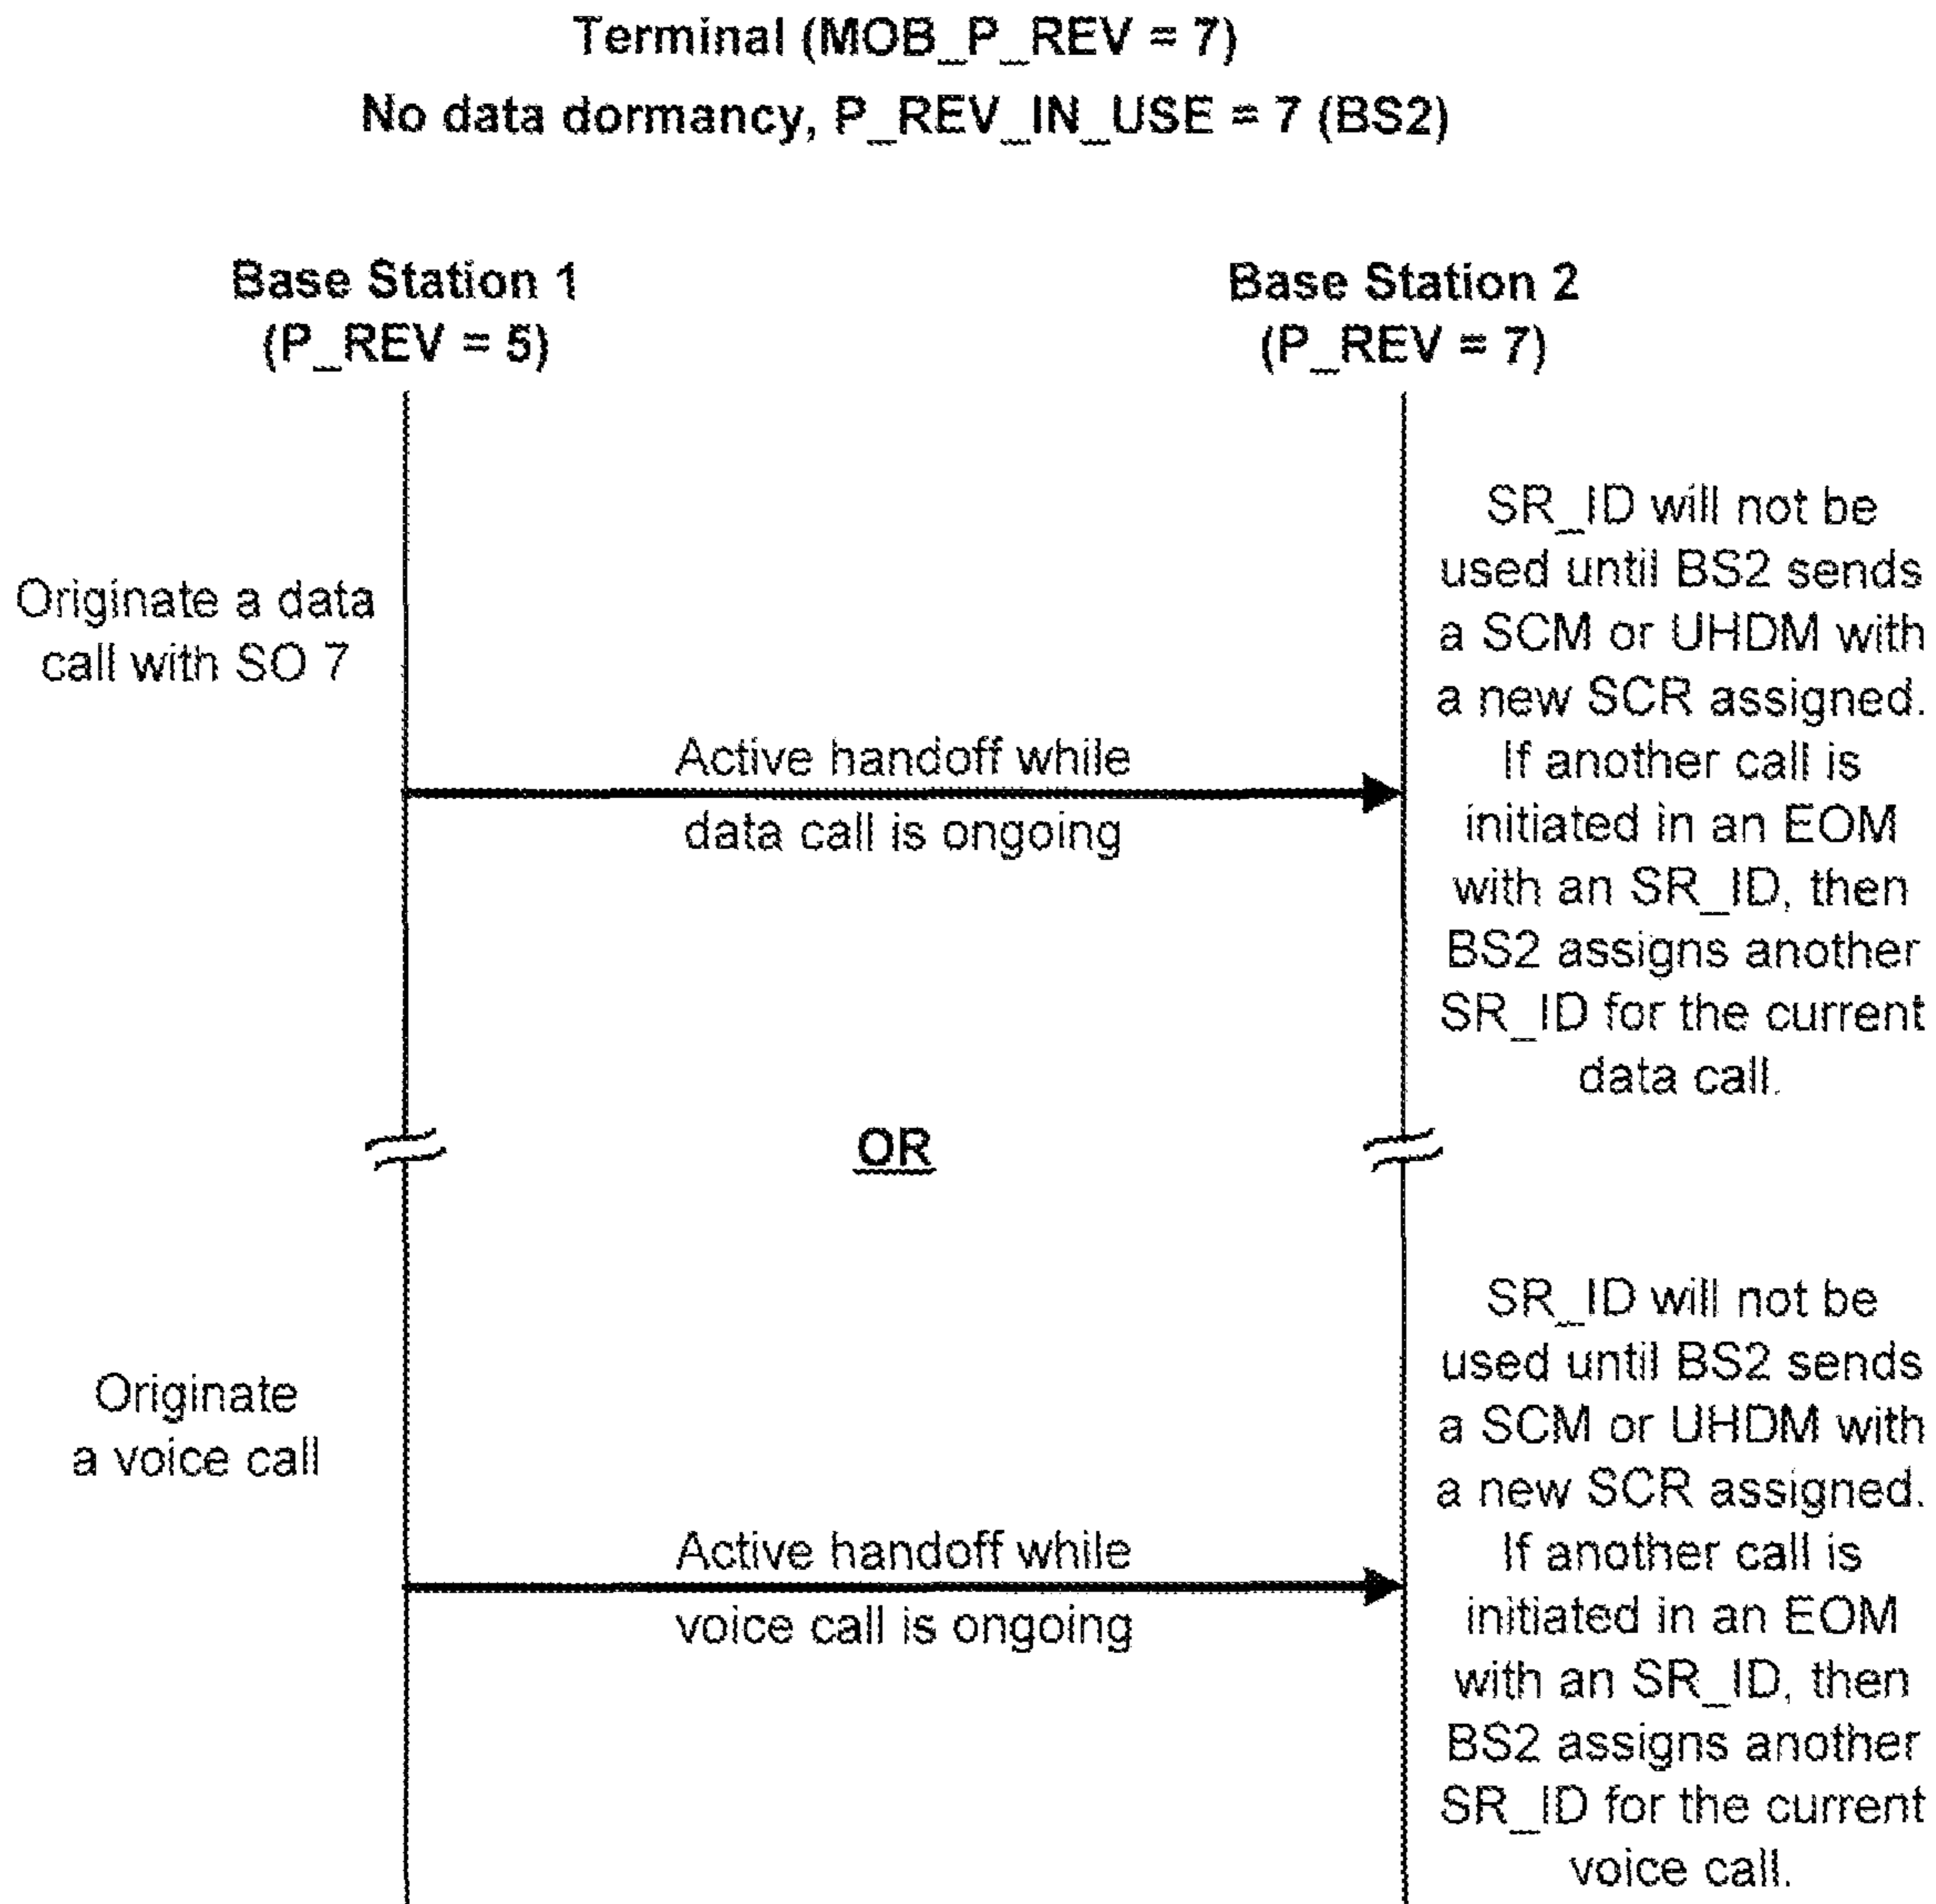 Terminal (MOB_P_REV = 7)
No data dormancy, P_REV_IN_USE = 7 (BS2)
Base Station 1
(P_REV = 5)
Base Station 2
(P_REV = 7)
Originate a data
call with SO 7
Active handoff while
data call is ongoing
SR_ID will not be
used until BS2 sends
a SCM or UHDM with
a new SCR assigned.
If another call is
initiated in an EOM
with an SR_ID, then
BS2 assigns another
SR_ID for the current
data call.
OR
Originate
a voice call
Active handoff while
voice call is ongoing
SR_ID will not be
used until BS2 sends
a SCM or UHDM with
a new SCR assigned.
If another call is
initiated in an EOM
with an SR_ID, then
BS2 assigns another
SR_ID for the current
voice call.